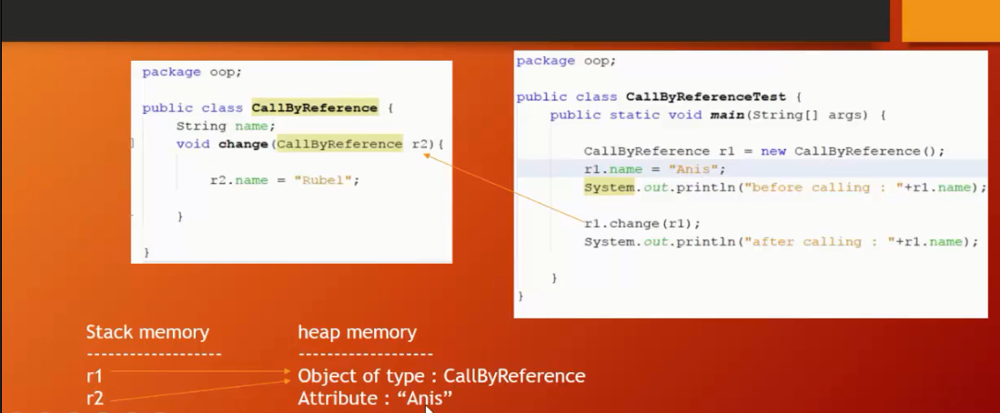 package oop;
public class CallByReference {
String name;
void change(CallByReference r2){
r2.name = "Rubel";
}
}
package oop;
public class CallByReferenceTest {
public static void main(String[] args) {
CallByReference r1 = new CallByReference();
r1.name = "Anis";
System.out.println("before calling : "+r1.name);
r1.change(r1);
System.out.println("after calling : "+r1.name);
}
}
Stack memory heap memory
------------------ ------------------
r1 Object of type : CallByReference
r2 Attribute : “Anis”